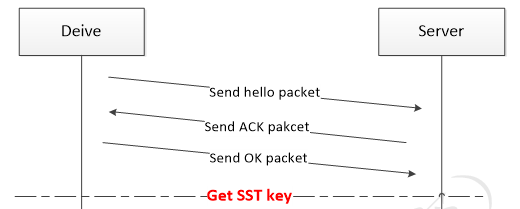 Deive
Server
Send hello packet
Send ACK pakcet
Send OK packet
Get SST key